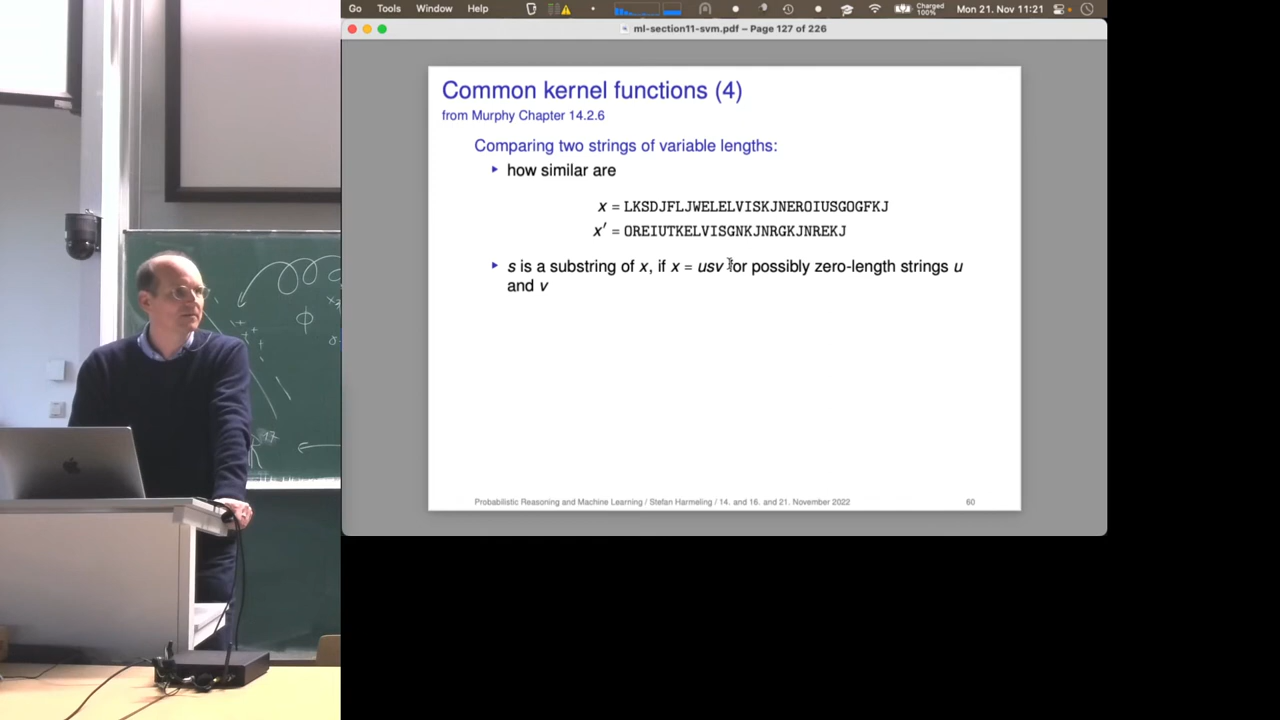 Go Tools Window Help
Charged 100%
Mon 21. Nov 11:21
ml-section11-svm.pdf – Page 127 of 226
Common kernel functions (4)
from Murphy Chapter 14.2.6
Comparing two strings of variable lengths:
how similar are
x = LKSDJFLJWELELVISKJNEROIUSGOGFKJ
x′ = OREIUTKELVISGNKJNRGKJNREKJ
s is a substring of x, if x = usv for possibly zero-length strings u
and v
Probabilistic Reasoning and Machine Learning / Stefan Harmeling / 14. and 16. and 21. November 2022
60
ϕ